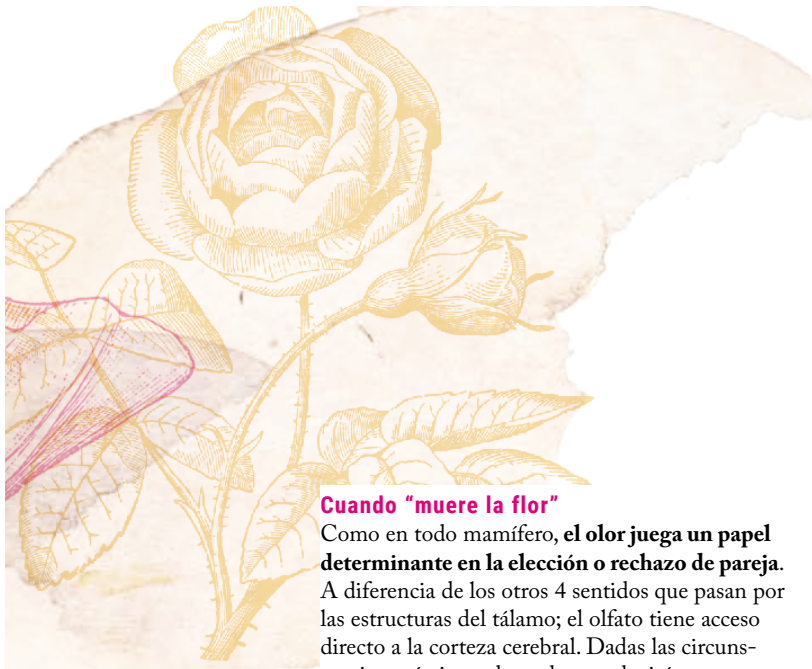 Cuando “muere la flor”
Como en todo mamífero, el olor juega un papel
determinante en la elección o rechazo de pareja.
A diferencia de los otros 4 sentidos que pasan por
las estructuras del tálamo; el olfato tiene acceso
directo a la corteza cerebral. Dadas las circuns-